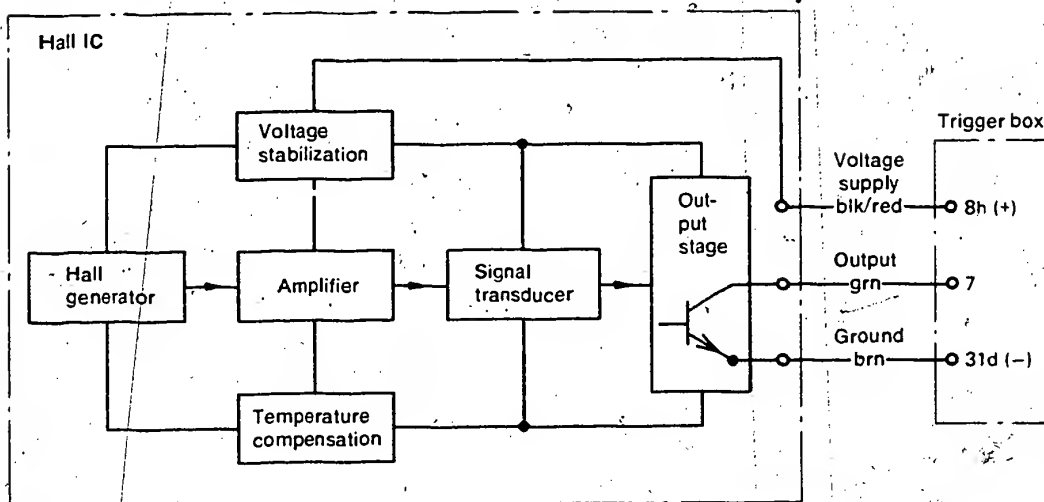 Hall IC
Voltage
stabilization
Hall
generator
Amplifier
Signal
transducer
Out-
put
stage
Temperature
compensation
Voltage
supply
blk/red
Output
grn
Ground
brn
Trigger box
8h (+)
7
31d (−)